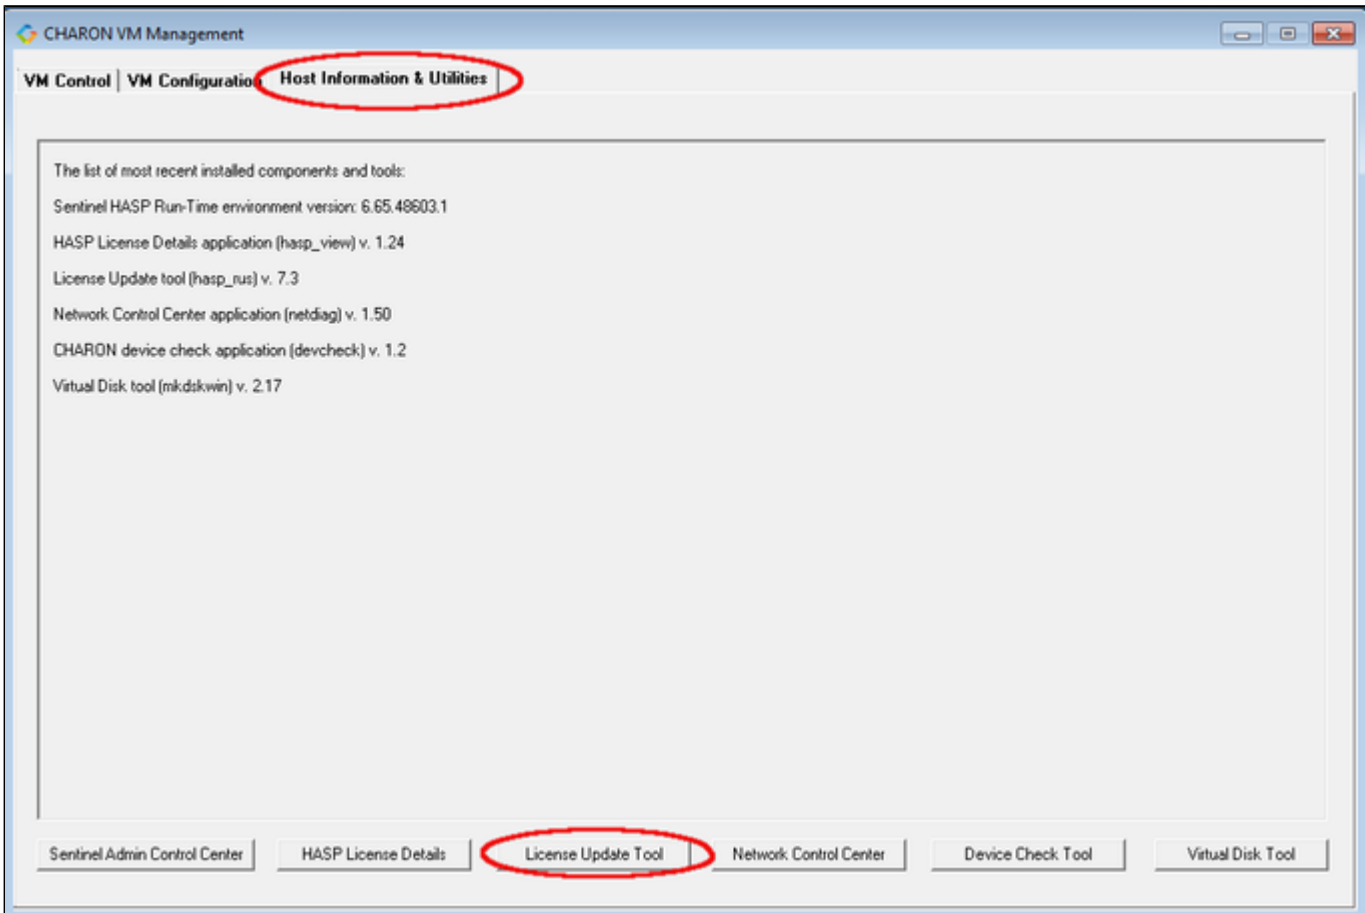 CHARON VM Management
VM Control VM Configuration Host Information & Utilities
The list of most recent installed components and tools:
Sentinel HASP Run-Time environment version: 6.65.48603.1
HASP License Details application (hasp_view) v. 1.24
License Update tool (hasp_rus) v. 7.3
Network Control Center application (netdiag) v. 1.50
CHARON device check application (devcheck) v. 1.2
Virtual Disk tool (mkdskwin) v. 2.17
Sentinel Admin Control Center HASP License Details License Update Tool Network Control Center Device Check Tool Virtual Disk Tool